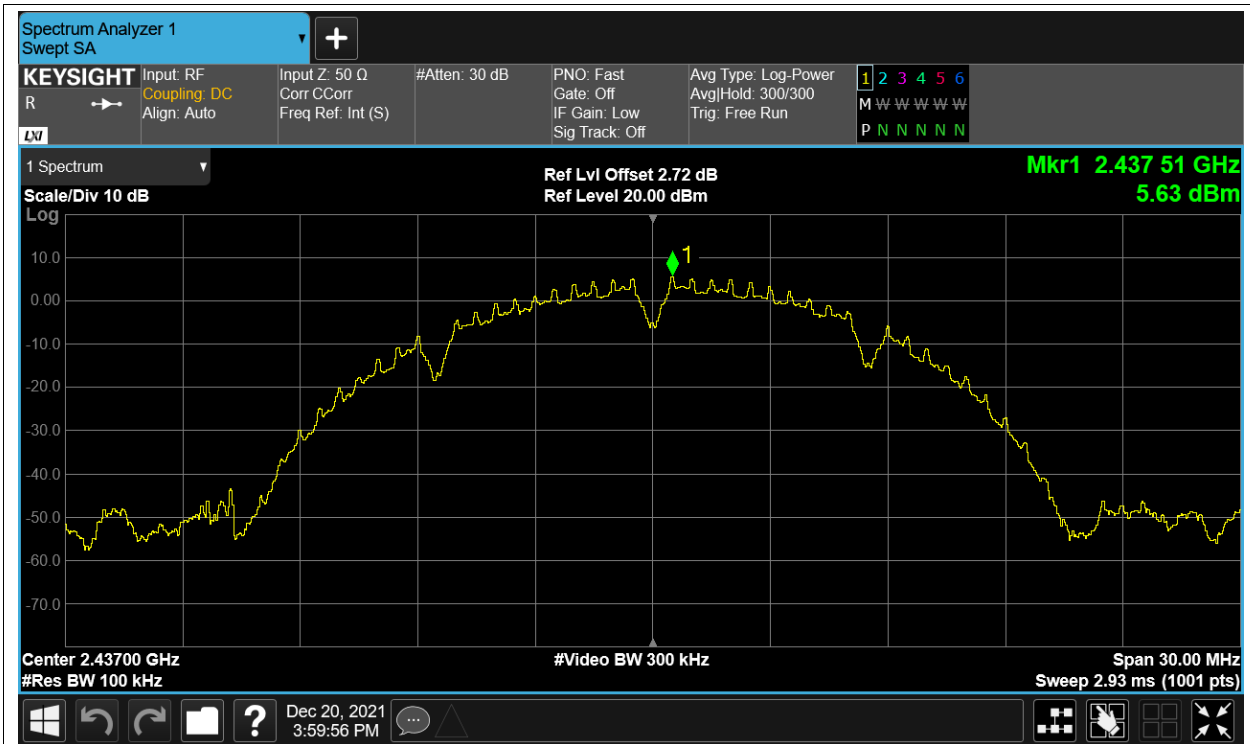 Spectrum Analyzer 1
Swept SA
KEYSIGHT
R
LXI
Input: RF
Coupling: DC
Align: Auto
Input Z: 50 Ω
Corr CCorr
Freq Ref: Int (S)
#Atten: 30 dB
PNO: Fast
Gate: Off
IF Gain: Low
Sig Track: Off
Avg Type: Log-Power
Avg|Hold: 300/300
Trig: Free Run
1 2 3 4 5 6
M W W W W W W
P N N N N N
1 Spectrum
Scale/Div 10 dB
Ref Lvl Offset 2.72 dB
Ref Level 20.00 dBm
Mkr1 2.437 51 GHz
5.63 dBm
Log
1
10.0
0.00
-10.0
-20.0
-30.0
-40.0
-50.0
-60.0
-70.0
Center 2.43700 GHz
#Res BW 100 kHz
#Video BW 300 kHz
Span 30.00 MHz
Sweep 2.93 ms (1001 pts)
?
Dec 20, 2021
3:59:56 PM